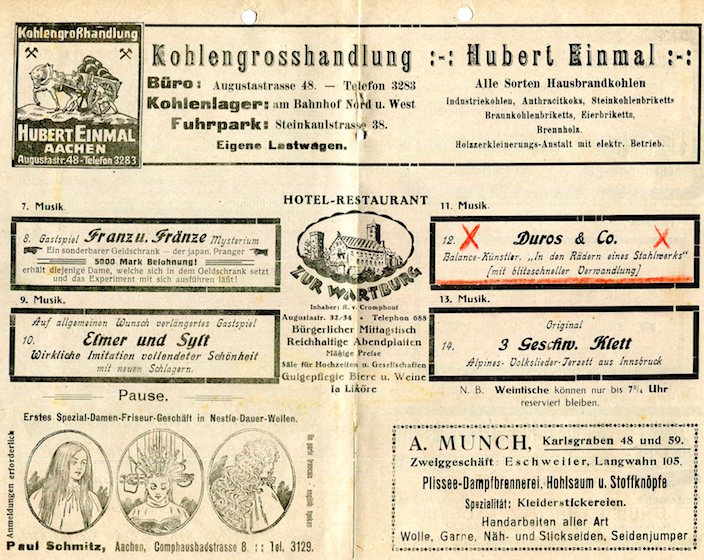 Kohlengroßhandlung
HUBERT EINMAL
AACHEN
Augustastr. 48 - Telefon 3283
Kohlengrosshandlung :-: Hubert Einmal :-:
Büro: Augustastrasse 48. — Telefon 3283
Kohlenlager: am Bahnhof Nord u. West
Fuhrpark: Steinkaulstrasse 38.
Eigene Lastwagen.
Alle Sorten Hausbrandkohlen
Industriekohlen, Anthracitkoks, Steinkohlenbriketts
Braunkohlenbriketts, Eierbriketts,
Brennholz.
Holzzerkleinerungs-Anstalt mit elektr. Betrieb.
7. Musik.
8. Gastspiel Franz u. Fränze Mysterium
Ein sonderbarer Geldschrank — der japan. Pranger
5000 Mark Belohnung!
erhält diejenige Dame, welche sich in dem Geldschrank setzt
und das Experiment mit sich ausführen läßt!
9. Musik.
Auf allgemeinen Wunsch verlängertes Gastspiel
10. Elmer und Sylt
Wirkliche Imitation vollendeter Schönheit
mit neuen Schlagern.
Pause.
HOTEL-RESTAURANT
ZUR WARTBURG
Inhaber: R. v. Cromphout
Augustastr. 32/34 • Telephon 688
Bürgerlicher Mittagstisch
Reichhaltige Abendplatten
Mäßige Preise
Säle für Hochzeiten u. Gesellschaften
Gutgepflegte Biere u. Weine
Ia Liköre
11. Musik.
12. Duros & Co.
Balance-Künstler. „In den Rädern eines Stahlwerks"
(mit blitzschneller Verwandlung)
13. Musik.
Original
14. 3 Geschw. Klett
Alpines- Volkslieder-Terzett aus Innsbruck
N. B. Weintische können nur bis 7¾ Uhr
reserviert bleiben.
Erstes Spezial-Damen-Friseur-Geschäft in Nestle-Dauer-Wellen.
Anmeldungen erforderlich
On parle français - english spoken
Paul Schmitz, Aachen, Comphausbadstrasse 8, :: Tel. 3129.
A. MUNCH, Karlsgraben 48 und 59.
Zweiggeschäft: Eschweiler, Langwahn 105.
Plissee-Dampfbrennerei, Hohlsaum u. Stoffknöpfe
Spezialität: Kleiderstickereien.
Handarbeiten aller Art
Wolle, Garne, Näh- und Stickseiden, Seidenjumper